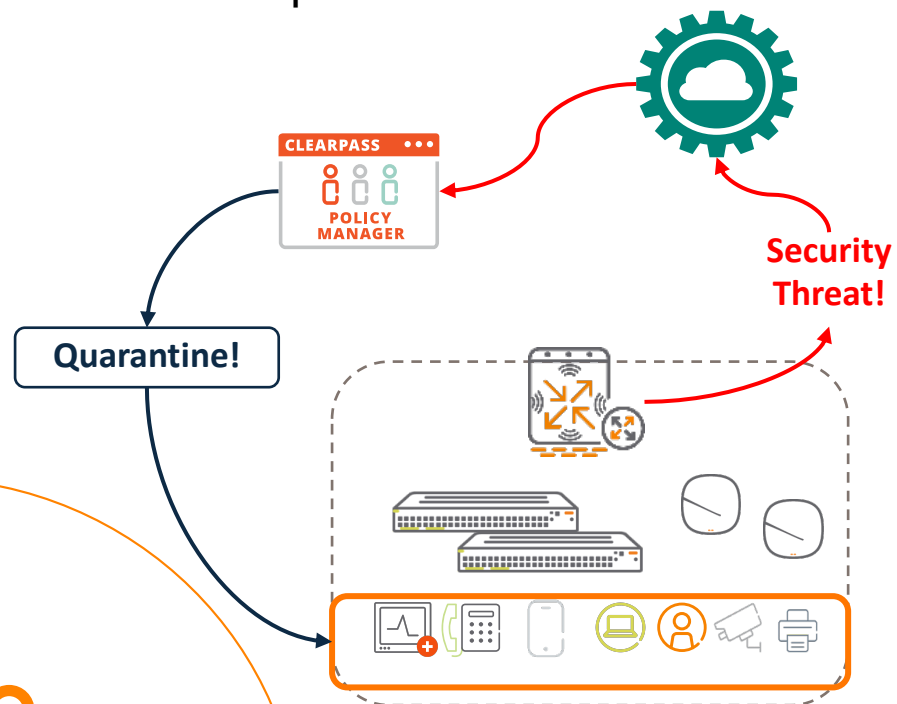 CLEARPASS
POLICY
MANAGER
Security
Threat!
Quarantine!